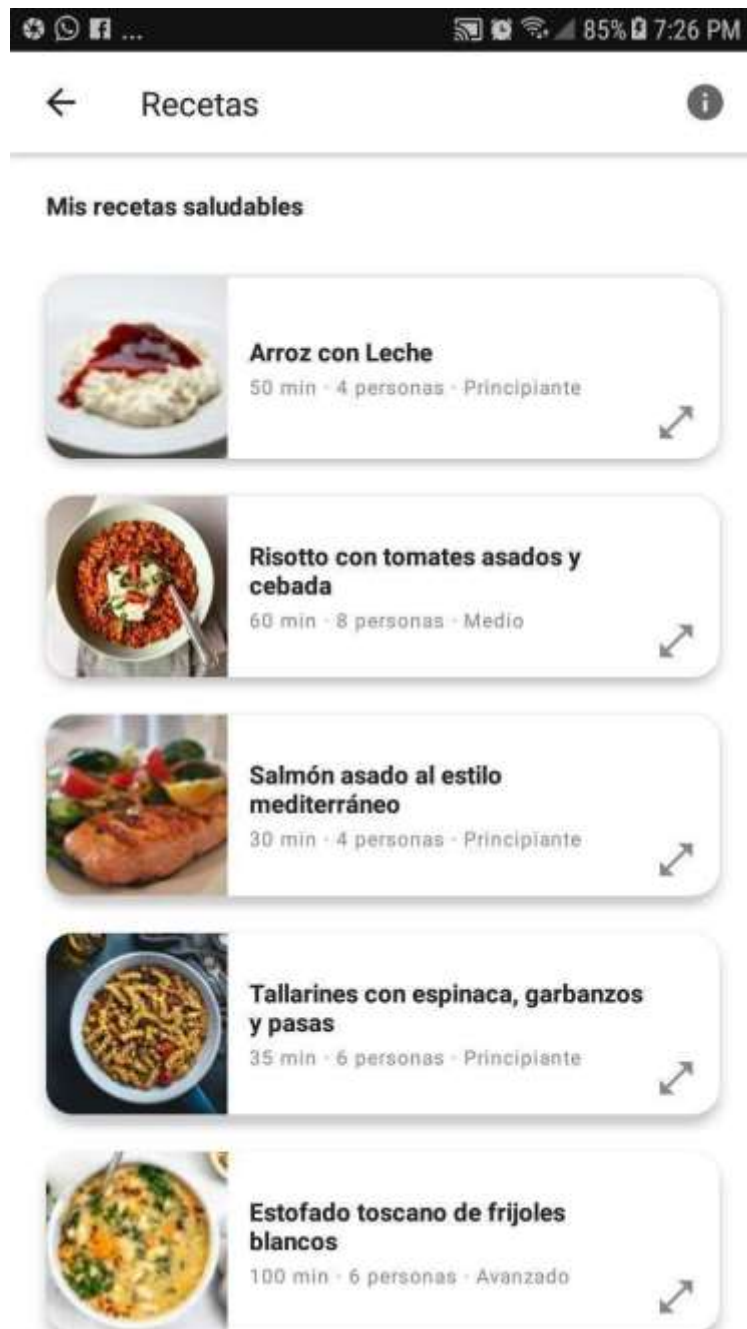 ... 85% 7:26 PM
Recetas
Mis recetas saludables
Arroz con Leche
50 min · 4 personas · Principiante
Risotto con tomates asados y
cebada
60 min · 8 personas · Medio
Salmón asado al estilo
mediterráneo
30 min · 4 personas · Principiante
Tallarines con espinaca, garbanzos
y pasas
35 min · 6 personas · Principiante
Estofado toscano de frijoles
blancos
100 min · 6 personas · Avanzado